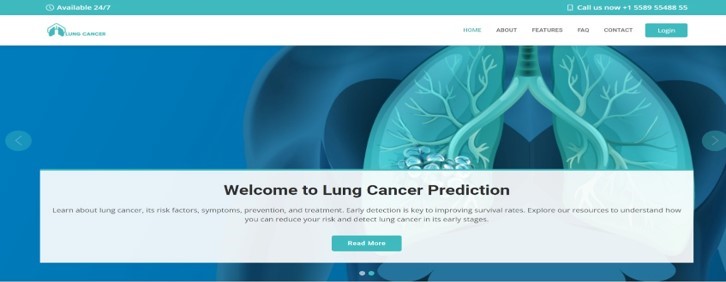 Available 24/7
Call us now +1 5589 55488 55
LUNG CANCER
HOME ABOUT FEATURES FAQ CONTACT Login
Welcome to Lung Cancer Prediction
Learn about lung cancer, its risk factors, symptoms, prevention, and treatment. Early detection is key to improving survival rates. Explore our resources to understand how
you can reduce your risk and detect lung cancer in its early stages.
Read More